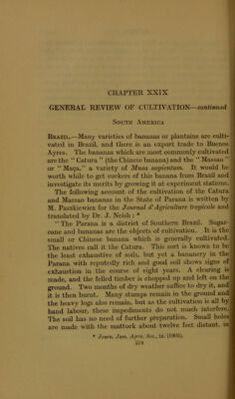 CHAPTER XXIX
GENERAL REVIEW OF CULTIVATION—continued
South America
Brazil.—Many varieties of bananas or plantains are culti-
vated in Brazil, and there is an export trade to Buenos
Ayres. The bananas which are most commonly cultivated
are the “ Catura ” (the Chinese banana) and the “ Massan ”
or “ Maça,” a variety of Musa sapientum. It would be
worth while to get suckers of this banana from Brazil and
investigate its merits by growing it at experiment stations.
The following account of the cultivation of the Catura
and Massan bananas in the State of Parana is written by
M. Paszkiewicz for the Journal d'Agriculture tropicale and
translated by Dr. J. Neish : *
“ The Parana is a district of Southern Brazil. Sugar-
cane and bananas are the objects of cultivation. It is the
small or Chinese banana which is generally cultivated.
The natives call it the Catura. This sort is known to be
the least exhaustive of soils, but yet a bananery in the
Parana with reputedly rich and good soil shows signs of
exhaustion in the course of eight years. A clearing is
made, and the felled timber is chopped up and left on the
ground. Two months of dry weather suffice to dry it, and
it is then burnt. Many stumps remain in the ground and
the heavy logs also remain, but as the cultivation is all by
hand labour, these impediments do not much interfere.
The soil has no need of further preparation. Small holes
are made with the mattock about twelve feet distant, in
* Journ. Jam. Agric. Soc., ix. (1905).